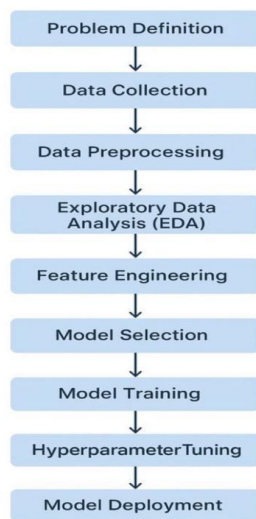 Problem Definition
Data Collection
Data Preprocessing
Exploratory Data
Analysis (EDA)
Feature Engineering
Model Selection
Model Training
HyperparameterTuning
Model Deployment